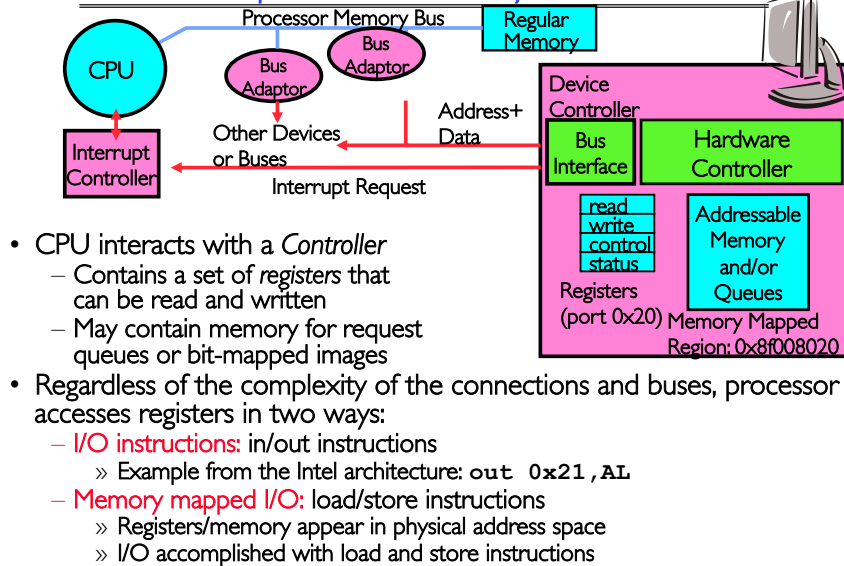 Processor Memory Bus
Regular
Memory
CPU
Bus
Adaptor
Bus
Adaptor
Device
Controller
Address+
Data
Other Devices
or Buses
Interrupt
Controller
Interrupt Request
Bus
Interface
Hardware
Controller
read
write
control
status
Addressable
Memory
and/or
Queues
Registers
(port 0x20)
Memory Mapped
Region: 0x8f008020
• CPU interacts with a Controller
– Contains a set of registers that
can be read and written
– May contain memory for request
queues or bit-mapped images
• Regardless of the complexity of the connections and buses, processor
accesses registers in two ways:
– I/O instructions: in/out instructions
» Example from the Intel architecture: out 0x21,AL
– Memory mapped I/O: load/store instructions
» Registers/memory appear in physical address space
» I/O accomplished with load and store instructions